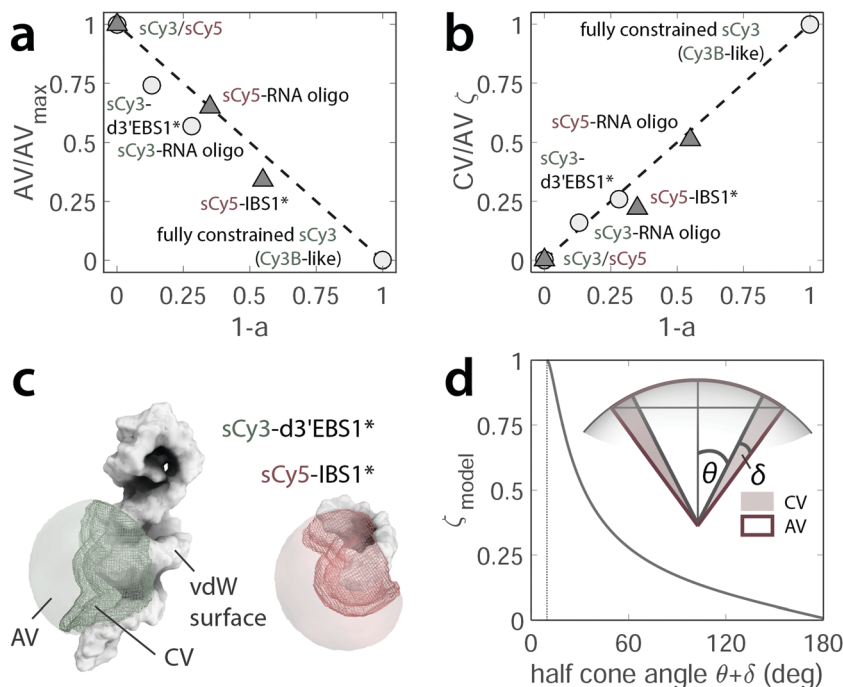 a
AV/AVmax
1
0.75
0.5
0.25
0
sCy3/sCy5
sCy3-
d3'EBS1*
sCy5-RNA oligo
sCy3-RNA oligo
sCy5-IBS1*
fully constrained sCy3
(Cy3B-like)
0
0.25
0.5
0.75
1
1-a
b
CV/AV ζ
1
0.75
0.5
0.25
0
fully constrained sCy3
(Cy3B-like)
sCy5-RNA oligo
sCy3-
d3'EBS1*
sCy5-IBS1*
sCy3-RNA oligo
sCy3/sCy5
0
0.25
0.5
0.75
1
1-a
c
sCy3-d3'EBS1*
sCy5-IBS1*
vdW
surface
AV
CV
d
ζ model
1
0.75
0.5
0.25
0
θ
δ
CV
AV
0
60
120
180
half cone angle θ+δ (deg)